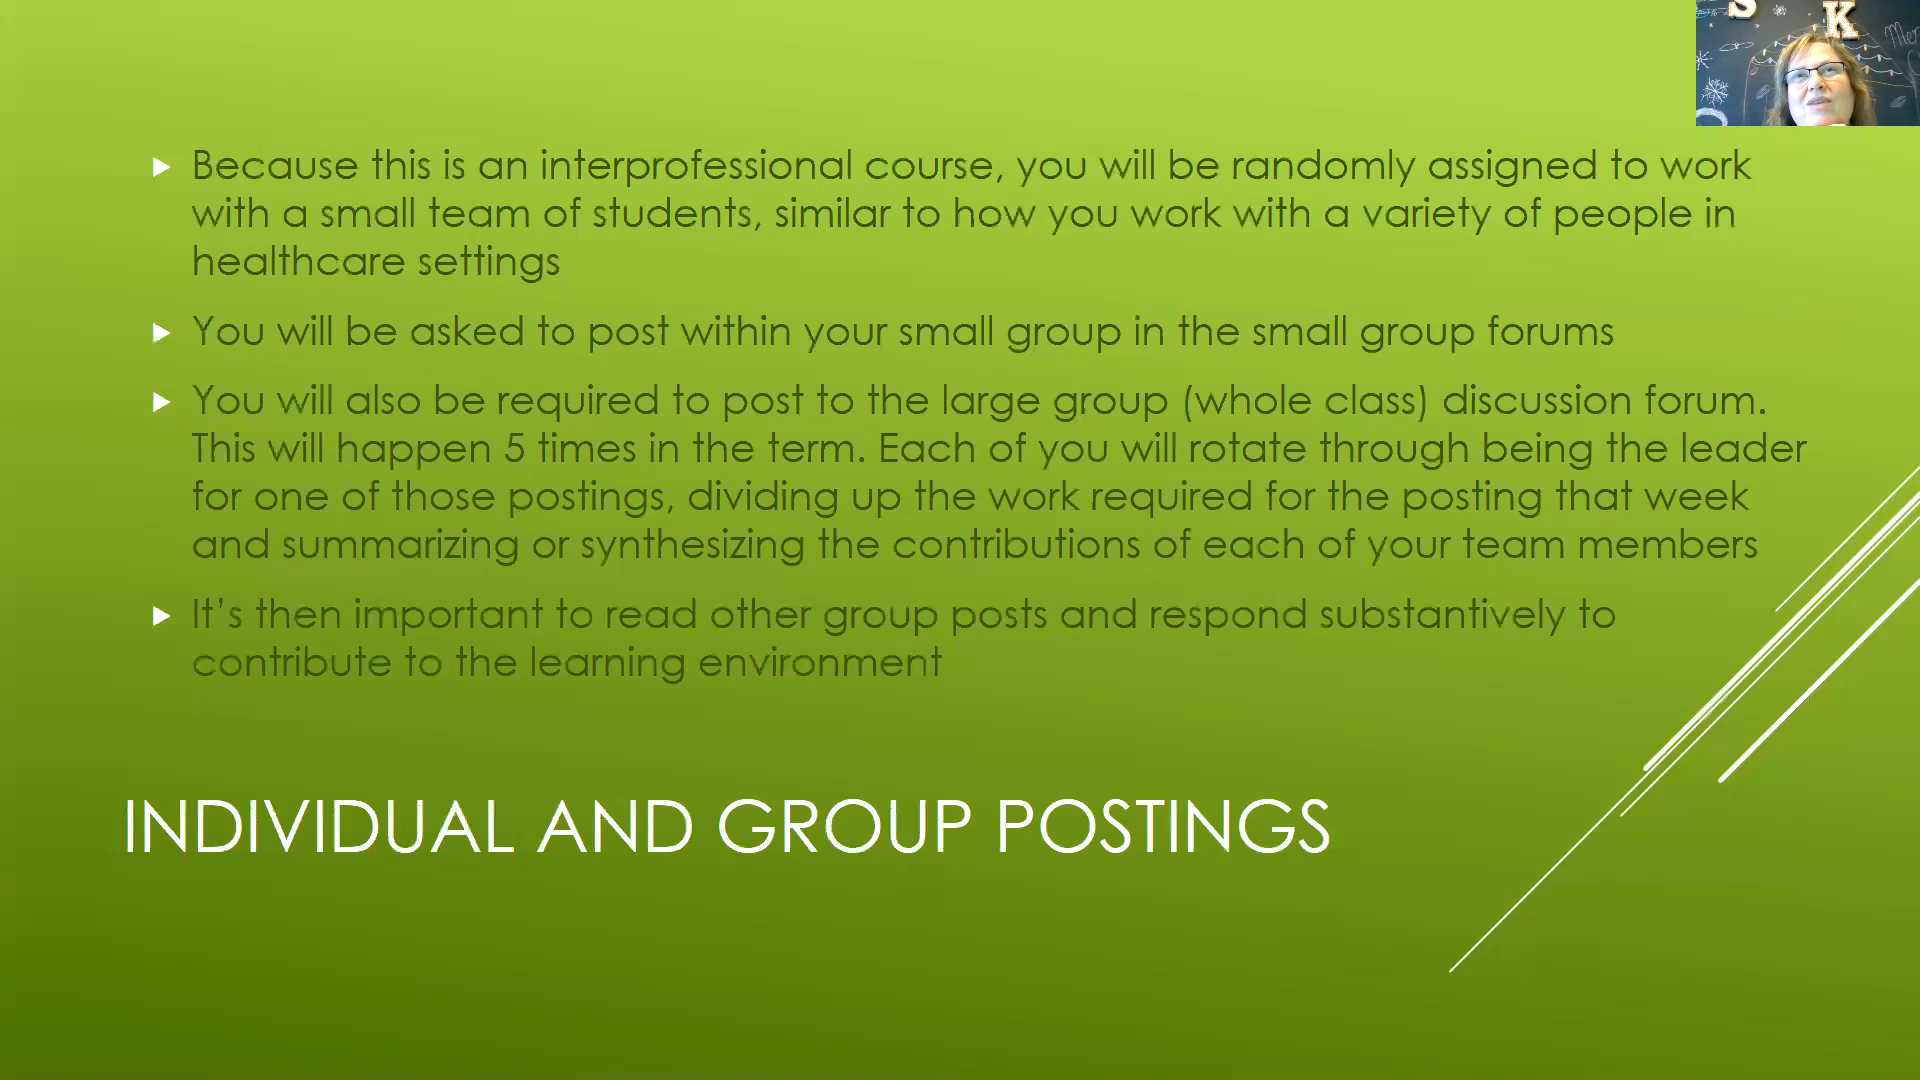 S K
Mer
Because this is an interprofessional course, you will be randomly assigned to work
with a small team of students, similar to how you work with a variety of people in
healthcare settings
You will be asked to post within your small group in the small group forums
You will also be required to post to the large group (whole class) discussion forum.
This will happen 5 times in the term. Each of you will rotate through being the leader
for one of those postings, dividing up the work required for the posting that week
and summarizing or synthesizing the contributions of each of your team members
It’s then important to read other group posts and respond substantively to
contribute to the learning environment
INDIVIDUAL AND GROUP POSTINGS